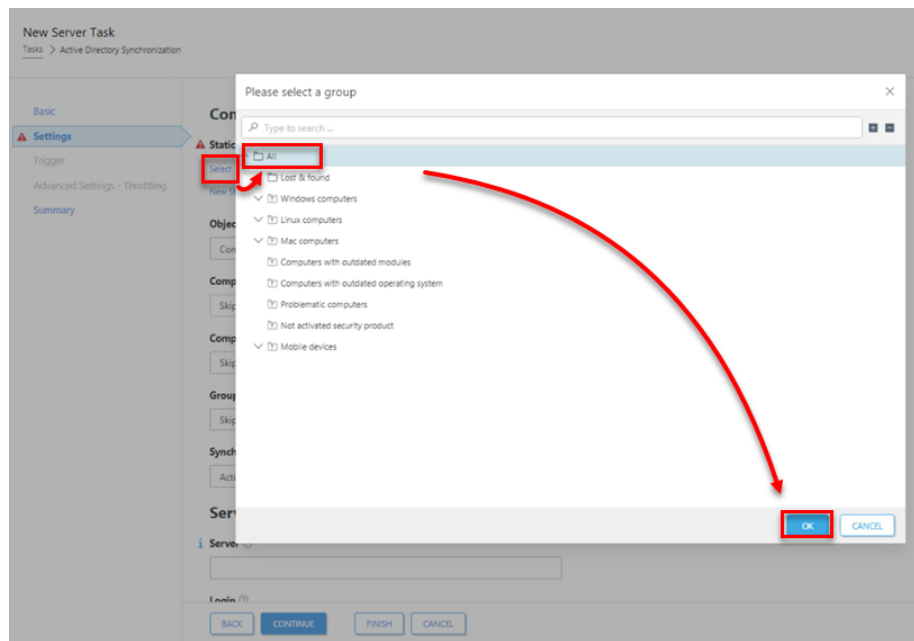 New Server Task
Tasks > Active Directory Synchronization
Please select a group
Type to search ...
Basic
Settings
Trigger
Advanced Settings - Throttling
Summary
Con
Static
Select
New S
All
Lost & found
Windows computers
Linux computers
Mac computers
Computers with outdated modules
Computers with outdated operating system
Problematic computers
Not activated security product
Mobile devices
Objec
Con
Comp
Skip
Comp
Skip
Group
Skip
Synch
Acti
Serv
Server
OK
CANCEL
Login
BACK
CONTINUE
FINISH
CANCEL